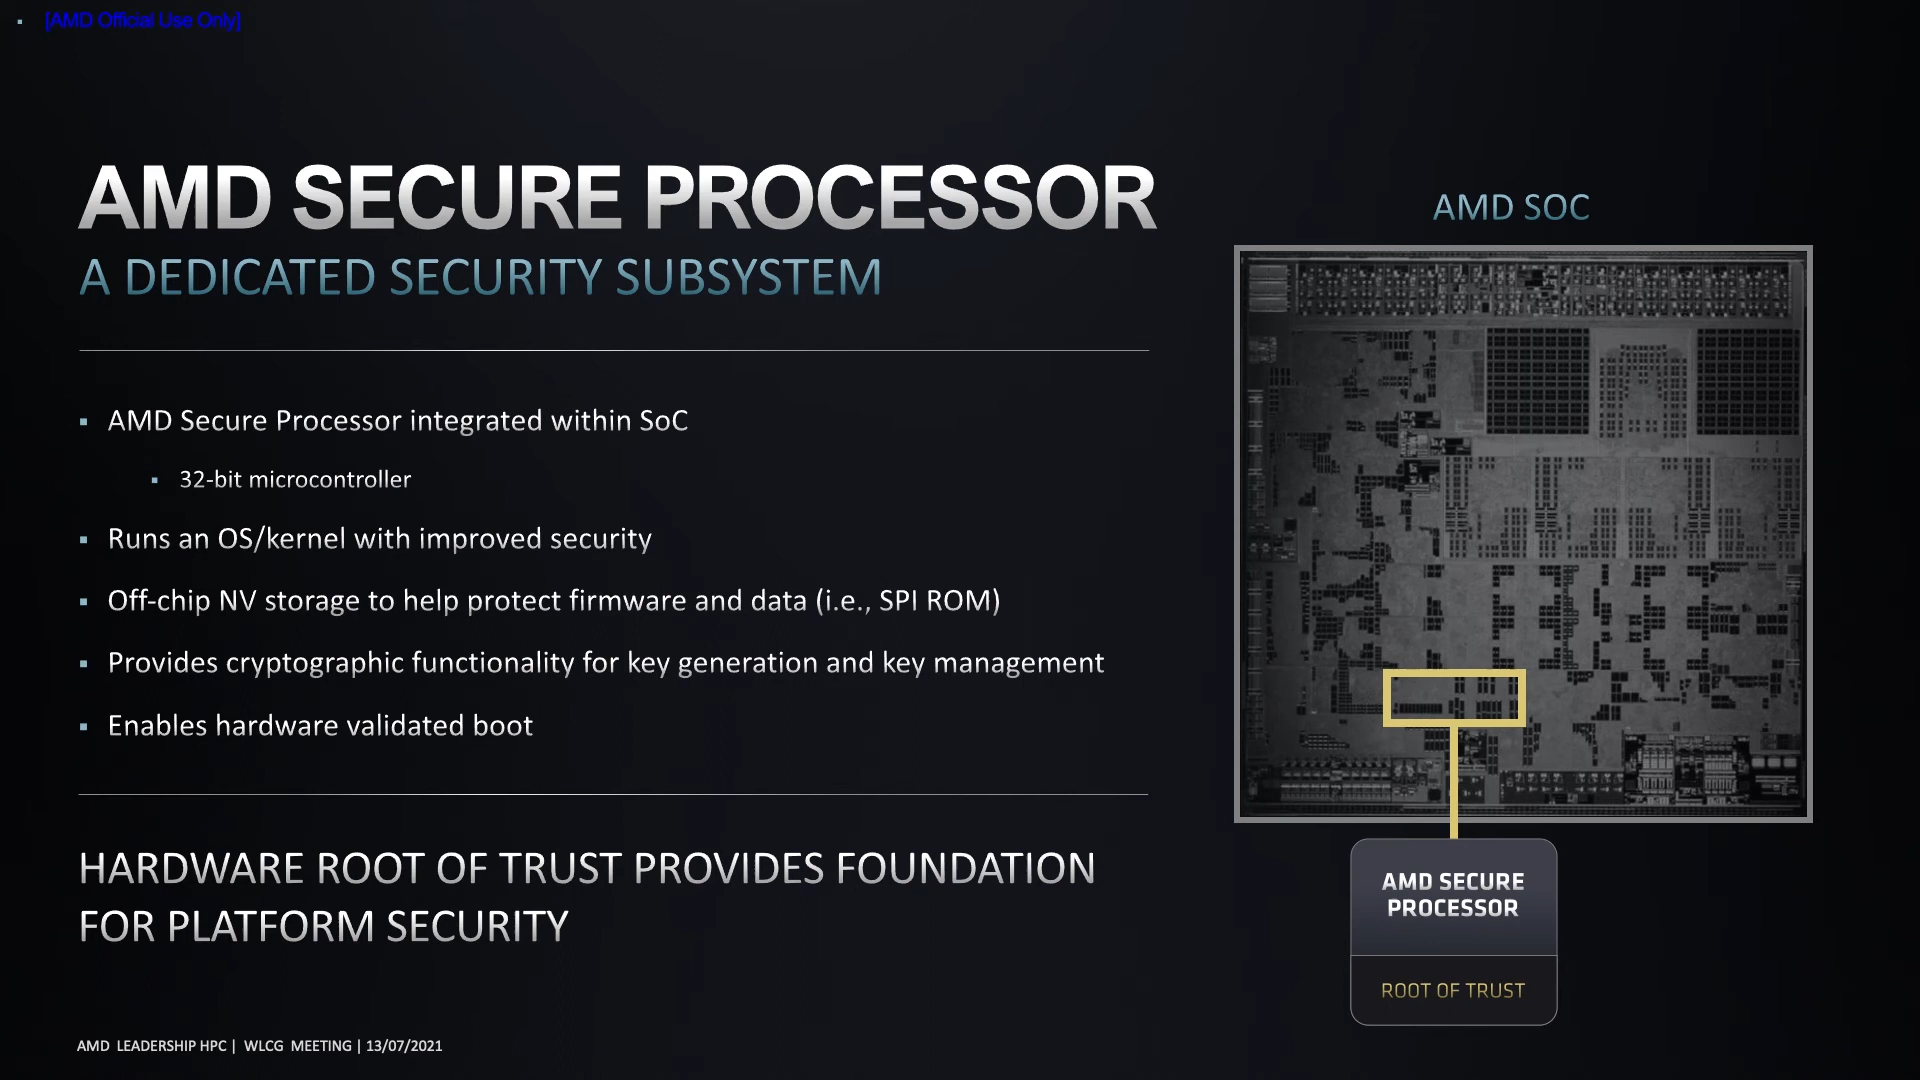 [AMD Official Use Only]
AMD SECURE PROCESSOR
A DEDICATED SECURITY SUBSYSTEM
AMD SOC
▪ AMD Secure Processor integrated within SoC
▪ 32-bit microcontroller
▪ Runs an OS/kernel with improved security
▪ Off-chip NV storage to help protect firmware and data (i.e., SPI ROM)
▪ Provides cryptographic functionality for key generation and key management
▪ Enables hardware validated boot
HARDWARE ROOT OF TRUST PROVIDES FOUNDATION
FOR PLATFORM SECURITY
AMD SECURE
PROCESSOR
ROOT OF TRUST
AMD LEADERSHIP HPC | WLCG MEETING | 13/07/2021